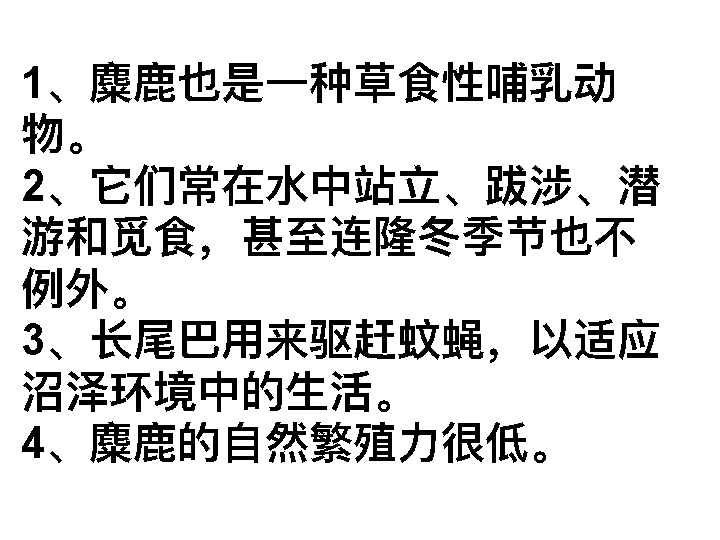 1、麋鹿也是一种草食性哺乳动
物。
2、它们常在水中站立、跋涉、潜
游和觅食，甚至连隆冬季节也不
例外。
3、长尾巴用来驱赶蚊蝇，以适应
沼泽环境中的生活。
4、麋鹿的自然繁殖力很低。